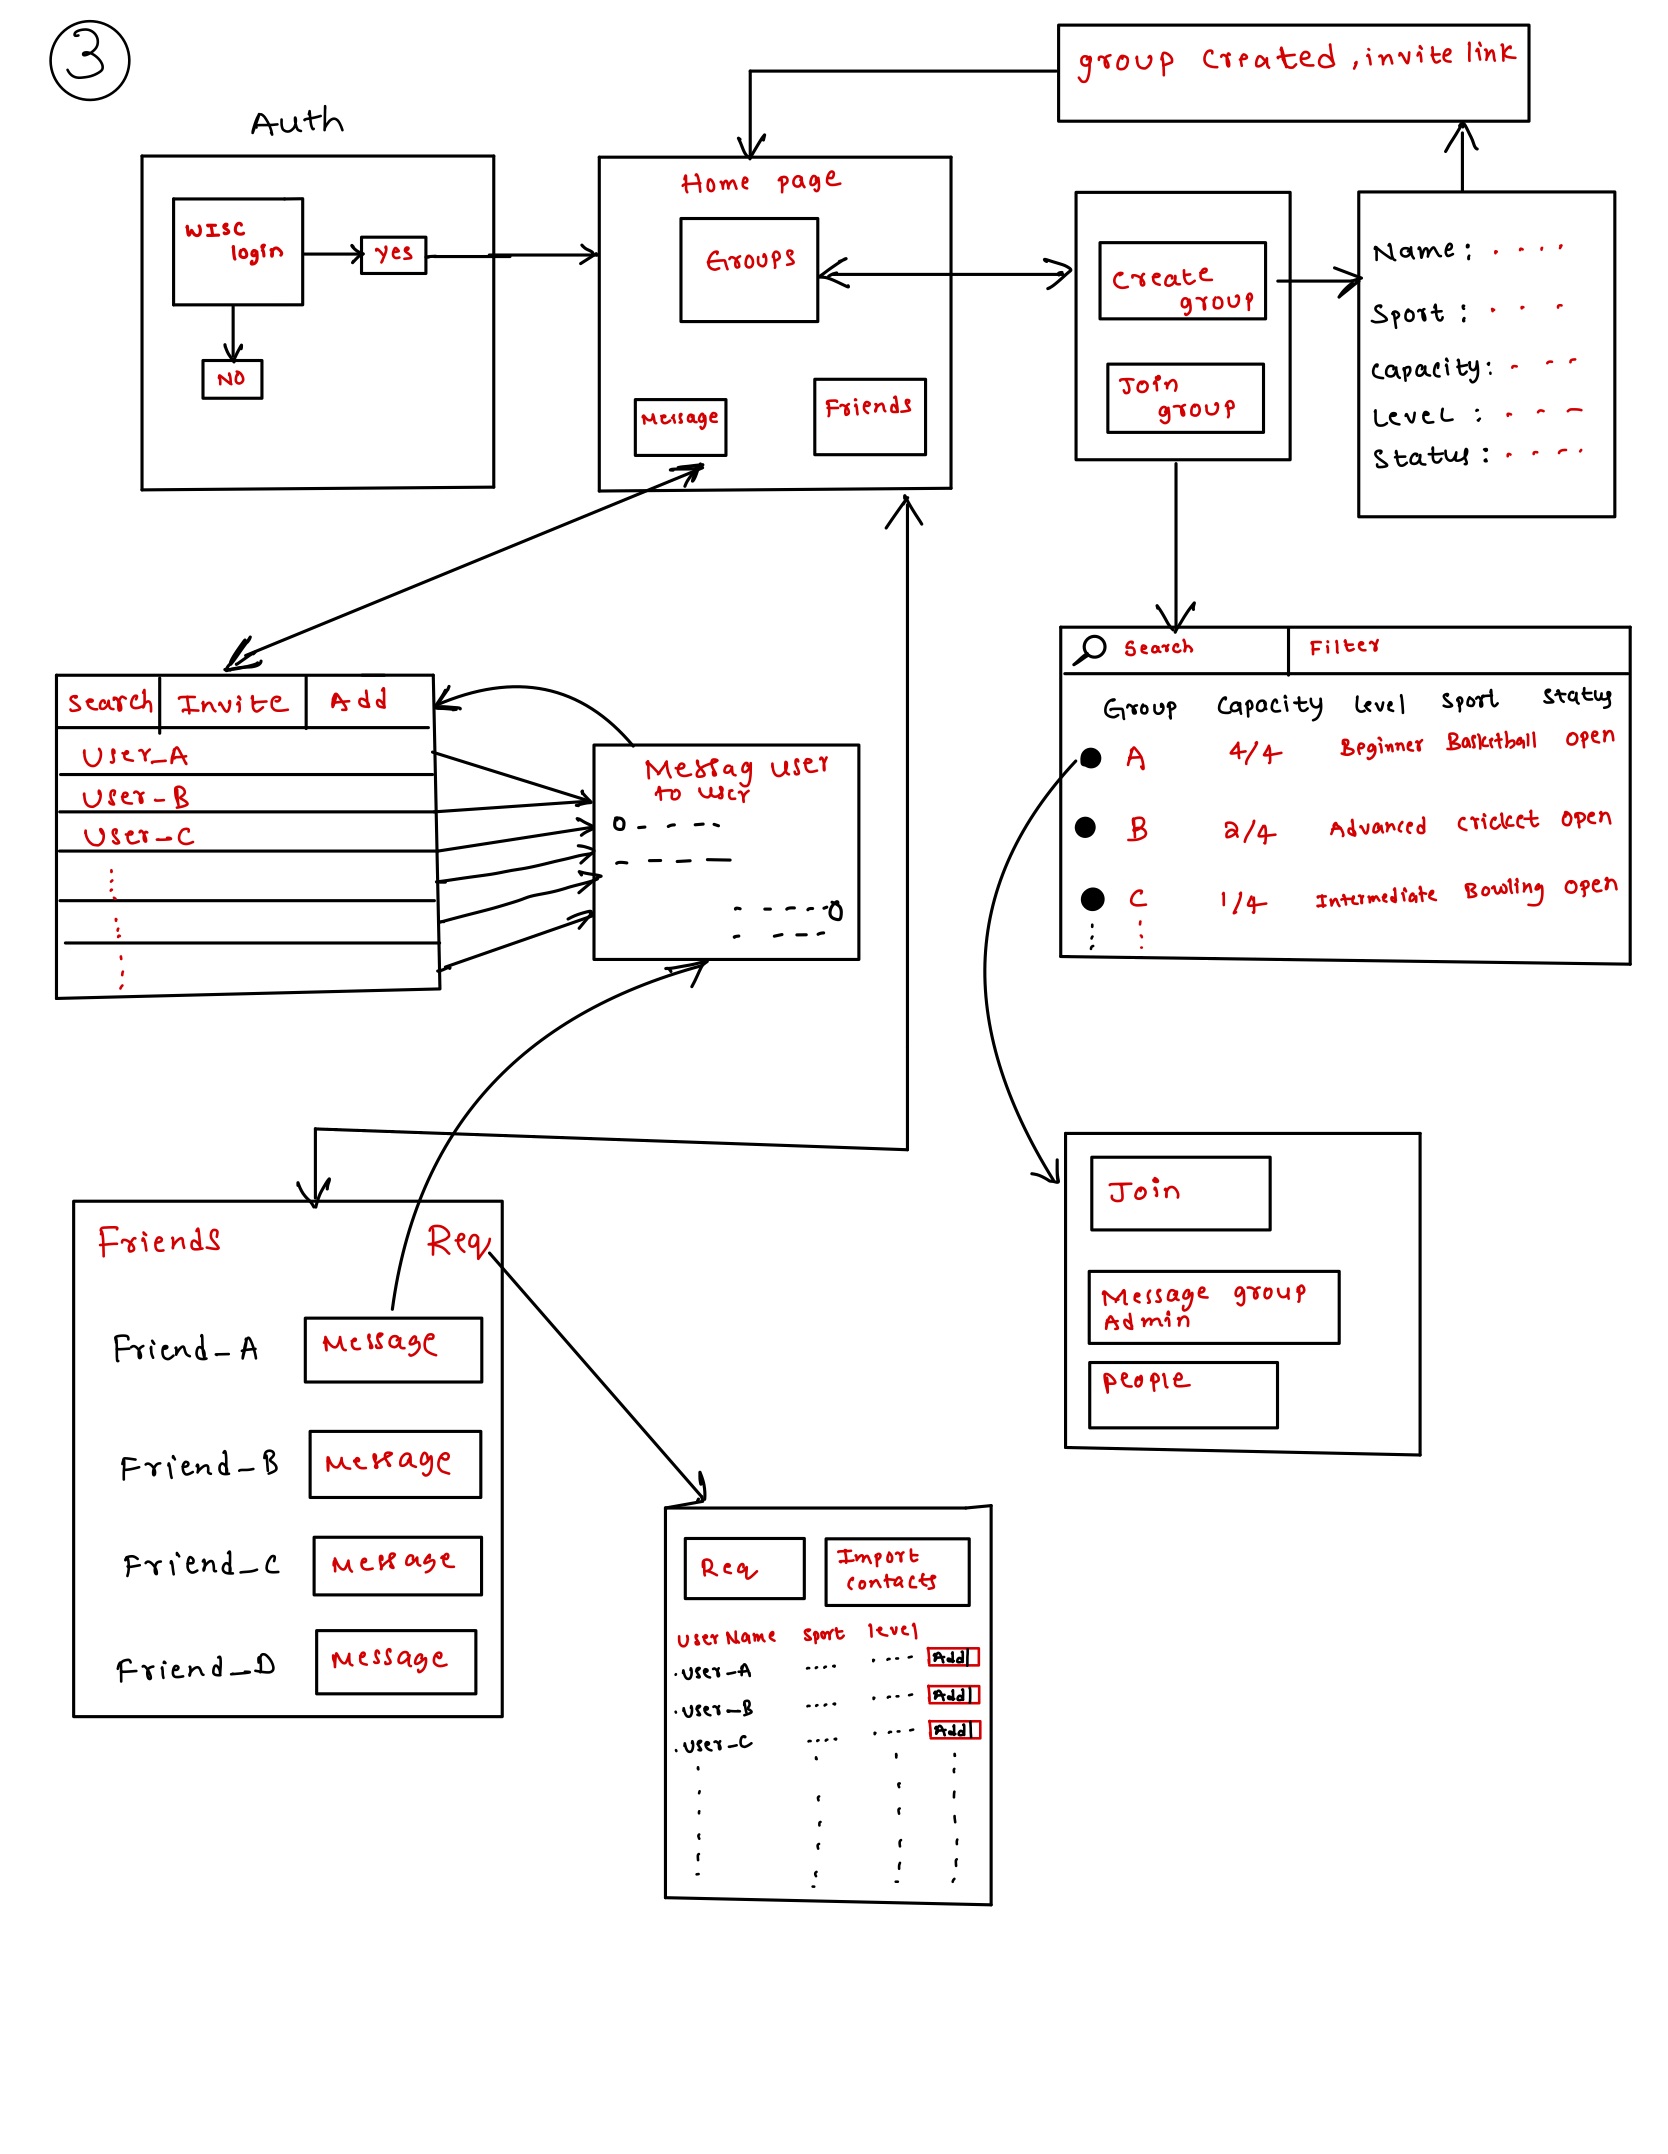 3
group Created, invite link
Auth
WISC
login
Yes
NO
Home page
Groups
Message
Friends
Create
group
Join
group
Name:
Sport:
Capacity:
Level:
Status:
Search Invite Add
User_A
User_B
User_C
Messag user
to user
Search Filter
Group Capacity level Sport Status
A 4/4 Beginner Basketball open
B 2/4 Advanced Cricket open
C 1/4 Intermediate Bowling open
Join
Message group
Admin
People
Friends Req
Friend_A Message
Friend_B Message
Friend_C Message
Friend_D Message
Req
Import
contacts
User Name Sport level
User_A Add
User_B Add
User_C Add